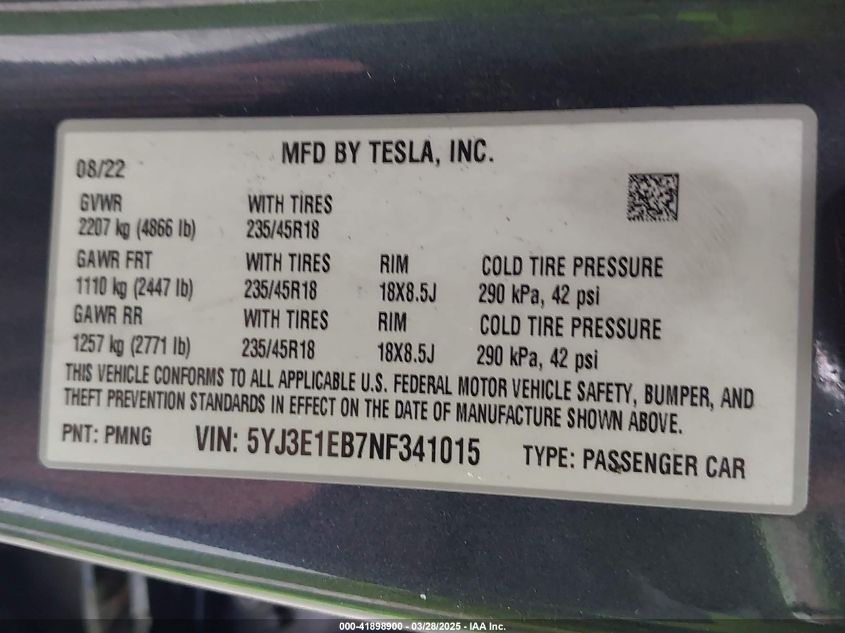 MFD BY TESLA, INC.
08/22
GVWR WITH TIRES
2207 kg (4866 lb) 235/45R18
GAWR FRT WITH TIRES RIM COLD TIRE PRESSURE
1110 kg (2447 lb) 235/45R18 18X8.5J 290 kPa, 42 psi
GAWR RR WITH TIRES RIM COLD TIRE PRESSURE
1257 kg (2771 lb) 235/45R18 18X8.5J 290 kPa, 42 psi
THIS VEHICLE CONFORMS TO ALL APPLICABLE U.S. FEDERAL MOTOR VEHICLE SAFETY, BUMPER, AND
THEFT PREVENTION STANDARDS IN EFFECT ON THE DATE OF MANUFACTURE SHOWN ABOVE.
PNT: PMNG VIN: 5YJ3E1EB7NF341015 TYPE: PASSENGER CAR
000-41898900 - 03/28/2025 - IAA Inc.